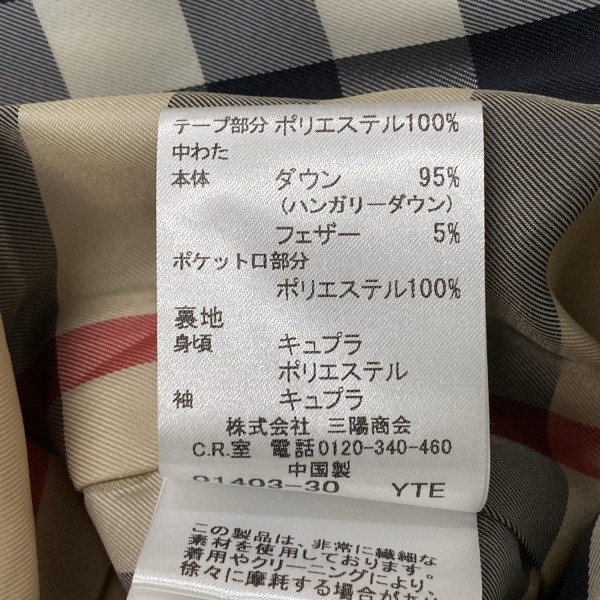 テープ部分 ポリエステル100%
中わた
本体 ダウン 95%
(ハンガリーダウン)
フェザー 5%
ポケット口部分
ポリエステル100%
裏地
身頃 キュプラ
ポリエステル
袖 キュプラ
株式会社 三陽商会
C.R.室 電話0120-340-460
中国製
91493-30 YTE
この製品は、非常に繊細な
素材を使用しております。
着用やクリーニングにより、
徐々に摩耗する場合があ